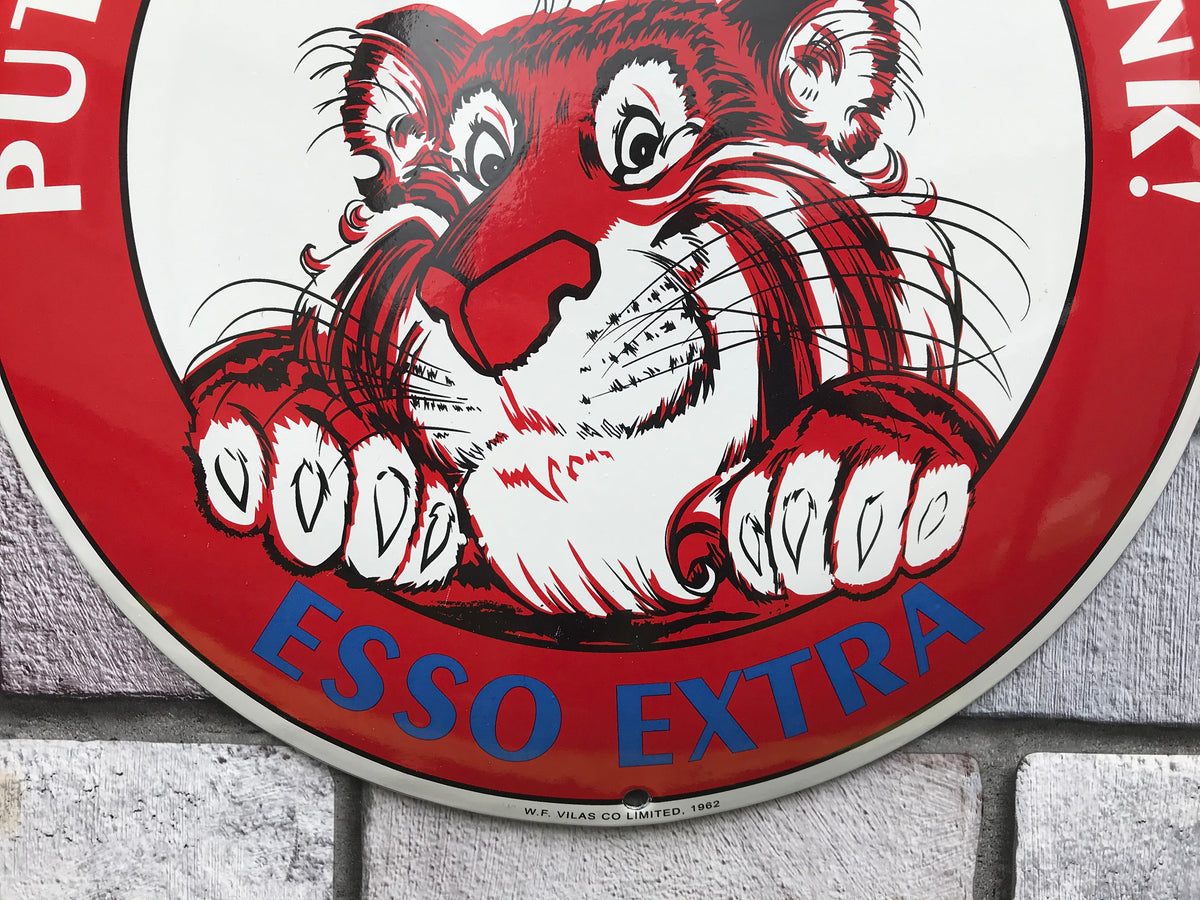 PUT
NK!
ESSO EXTRA
W.F. VILAS CO LIMITED, 1962